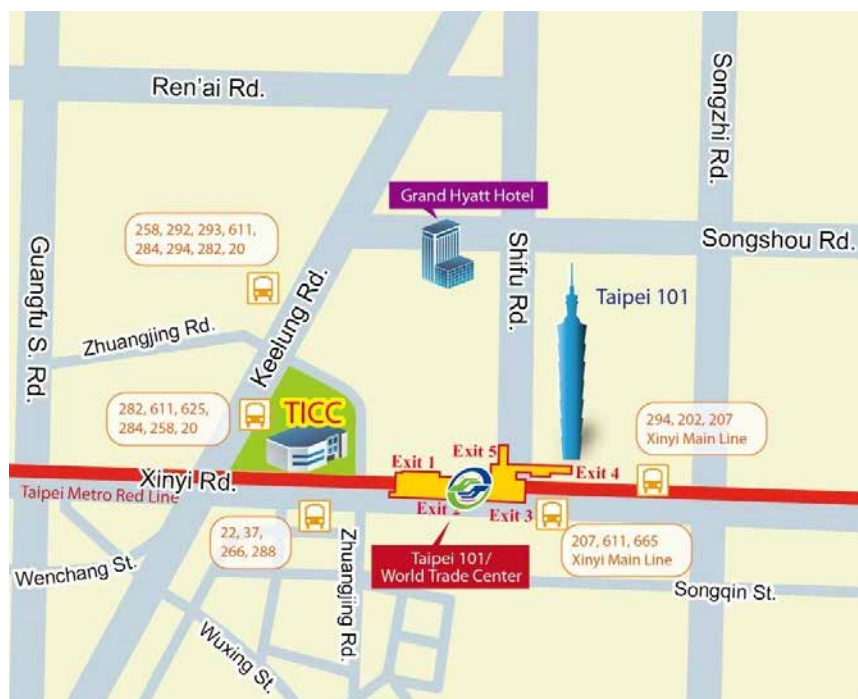 Ren'ai Rd.
Songzhi Rd.
Grand Hyatt Hotel
258, 292, 293, 611,
284, 294, 282, 20
Guangfu S. Rd.
Shifu Rd.
Songshou Rd.
Keelung Rd.
Taipei 101
Zhuangjing Rd.
282, 611, 625,
284, 258, 20
TICC
294, 202, 207
Xinyi Main Line
Exit 1
Exit 5
Exit 4
Xinyi Rd.
Taipei Metro Red Line
Exit
Exit 3
22, 37,
266, 288
Zhuangjing Rd.
Taipei 101/
World Trade Center
207, 611, 665
Xinyi Main Line
Wenchang St.
Songqin St.
Wuxing St.